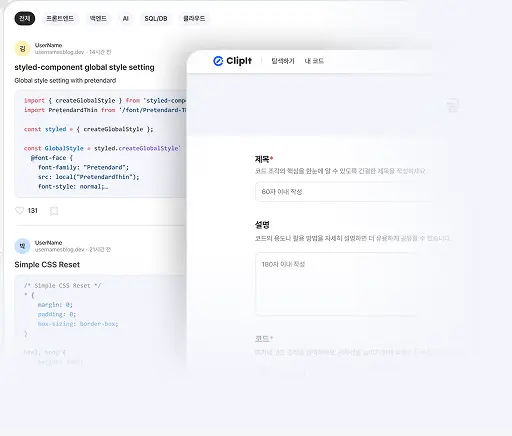 전체 프론트엔드 백엔드 AI SQL/DB 클라우드
김
UserName
usernamesblog.dev · 14시간 전
styled-component global style setting
Global style setting with pretendard
import { createGlobalStyle } from 'styled-compo
import PretendardThin from '/font/Pretendard-T
const styled = { createGlobalStyle };
const GlobalStyle = styled.createGlobalStyle`
@font-face {
font-family: "Pretendard";
src: local("PretendardThin");
font-style: normal;…
131
박
UserName
usernamesblog.dev · 21시간 전
Simple CSS Reset
/* Simple CSS Reset */
* {
margin: 0;
padding: 0;
box-sizing: border-box;
}
html, body {
ClipIt
탐색하기 내 코드
제목*
코드 조각의 핵심을 한눈에 알 수 있도록 간결한 제목을 작성하세요.
60자 이내 작성
설명
코드의 용도나 활용 방법을 자세히 설명하면 더 유용하게 공유할 수 있습니다.
180자 이내 작성
코드*